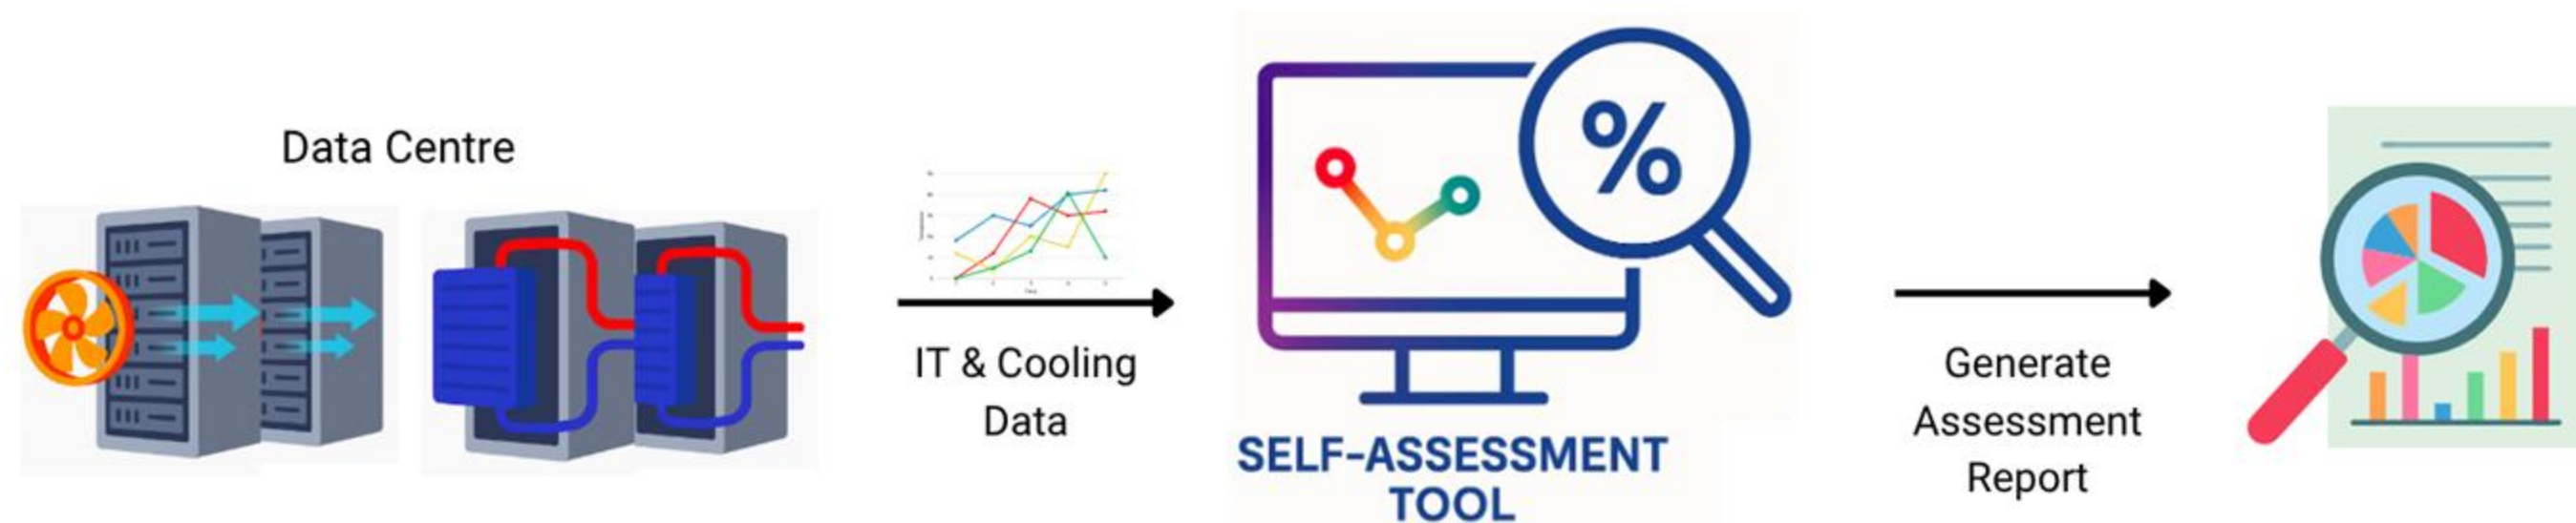 Data Centre
IT & Cooling
Data
%
SELF-ASSESSMENT
TOOL
Generate
Assessment
Report